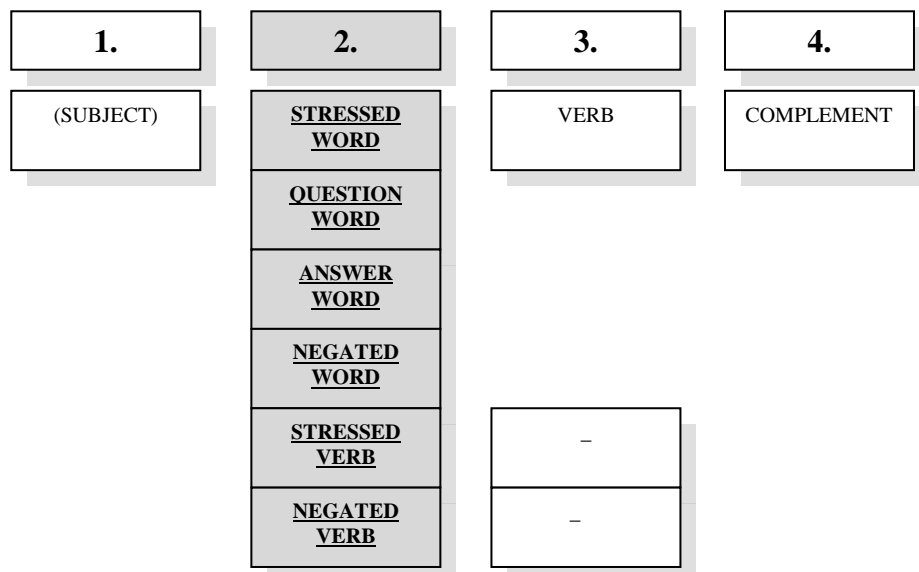 1. 2. 3. 4.
(SUBJECT) STRESSED VERB COMPLEMENT
WORD
QUESTION
WORD
ANSWER
WORD
NEGATED
WORD
STRESSED –
VERB
NEGATED –
VERB